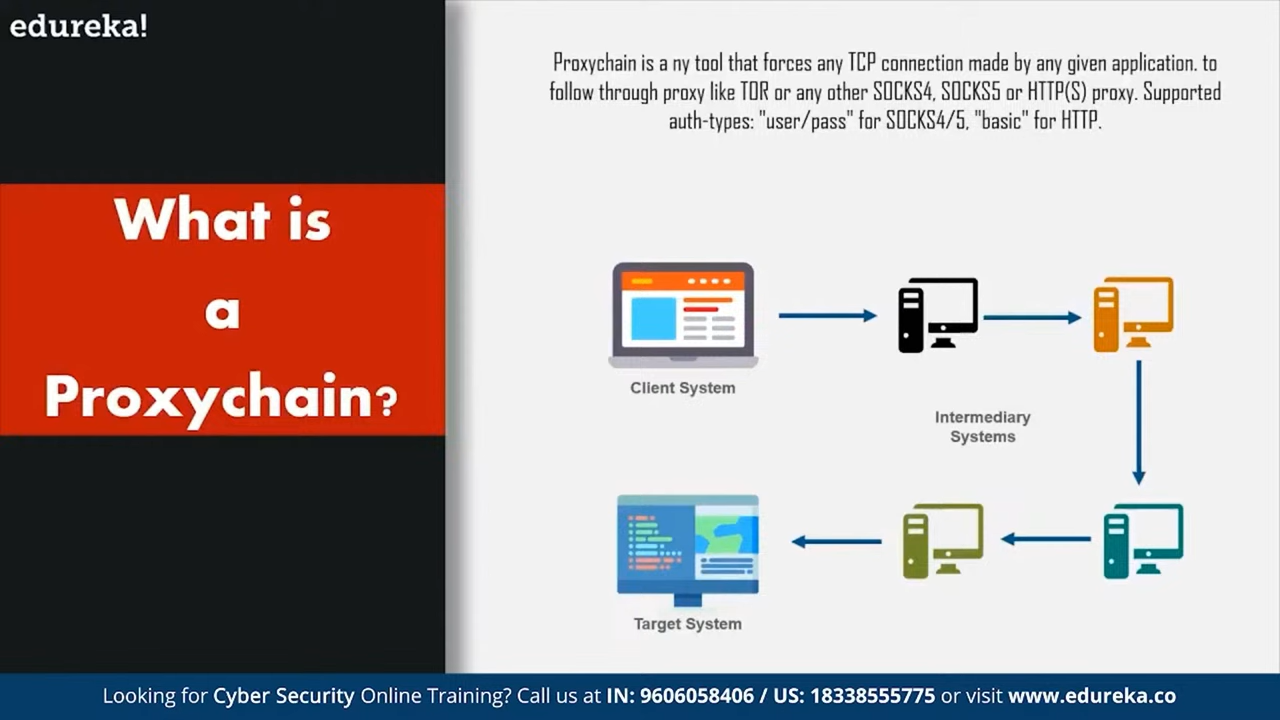 edureka!
What is
a
Proxychain?
Proxychain is a ny tool that forces any TCP connection made by any given application. to
follow through proxy like TOR or any other SOCKS4, SOCKS5 or HTTP(S) proxy. Supported
auth-types: "user/pass" for SOCKS4/5, "basic" for HTTP.
Client System
Intermediary
Systems
Target System
Looking for Cyber Security Online Training? Call us at IN: 9606058406 / US: 18338555775 or visit www.edureka.co